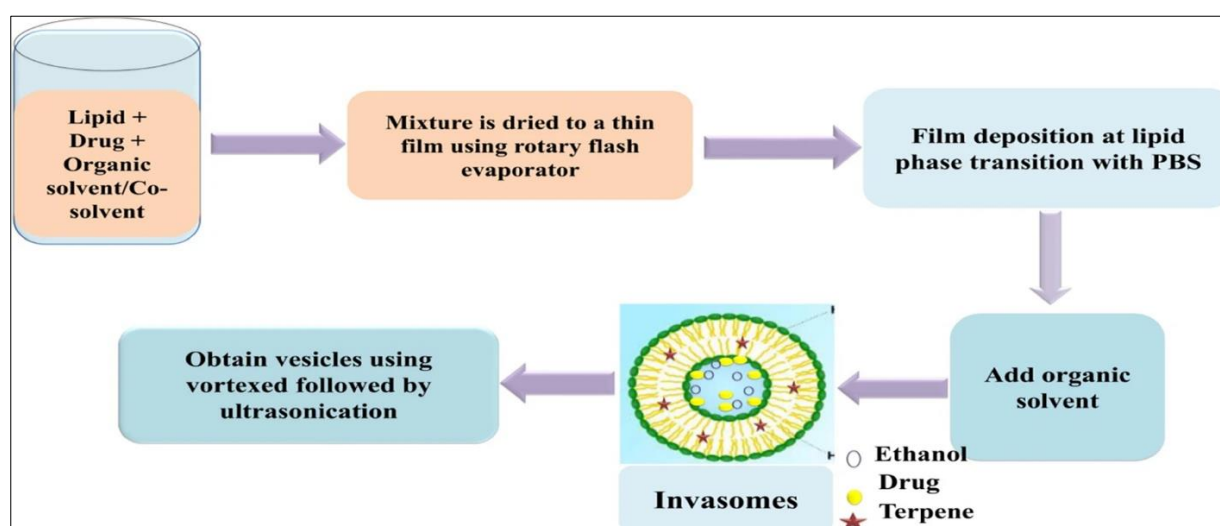 Lipid +
Drug +
Organic
solvent/Co-
solvent
Mixture is dried to a thin
film using rotary flash
evaporator
Film deposition at lipid
phase transition with PBS
Add organic
solvent
Invasomes
Ethanol
Drug
Terpene
Obtain vesicles using
vortexed followed by
ultrasonication